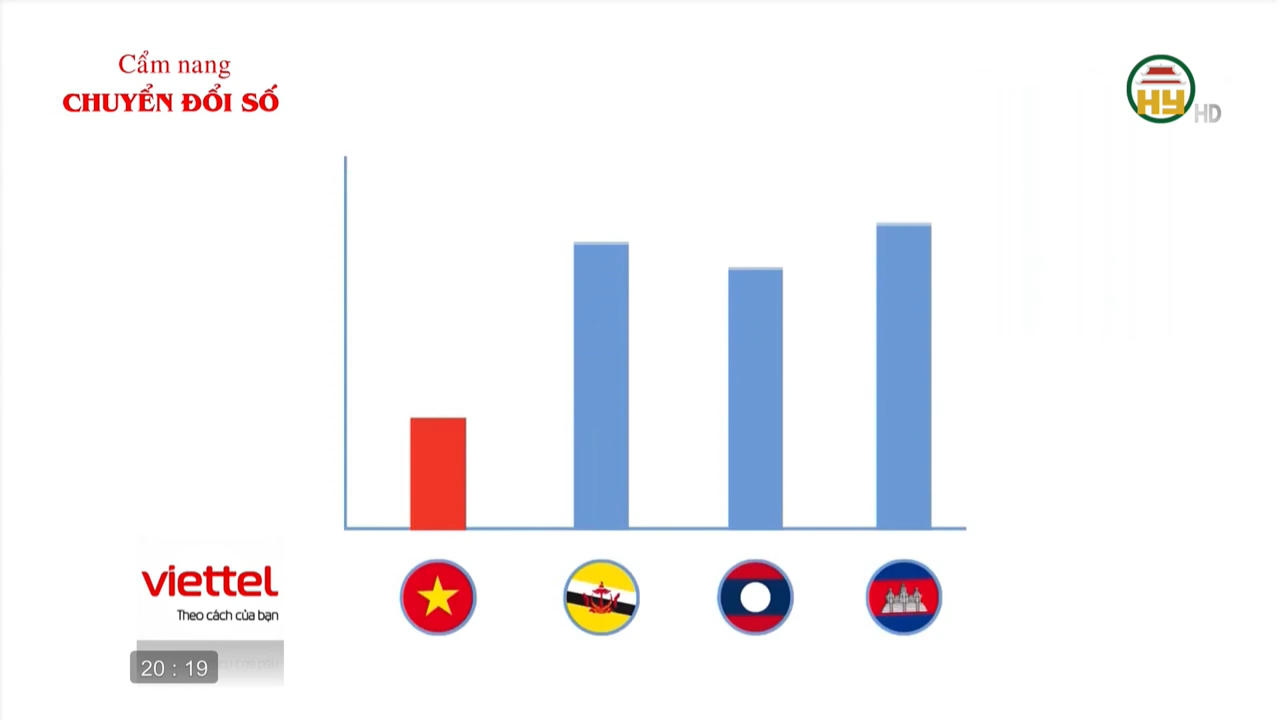 Cẩm nang
CHUYỂN ĐỔI SỐ
HY HD
viettel
Theo cách của bạn
20 : 19